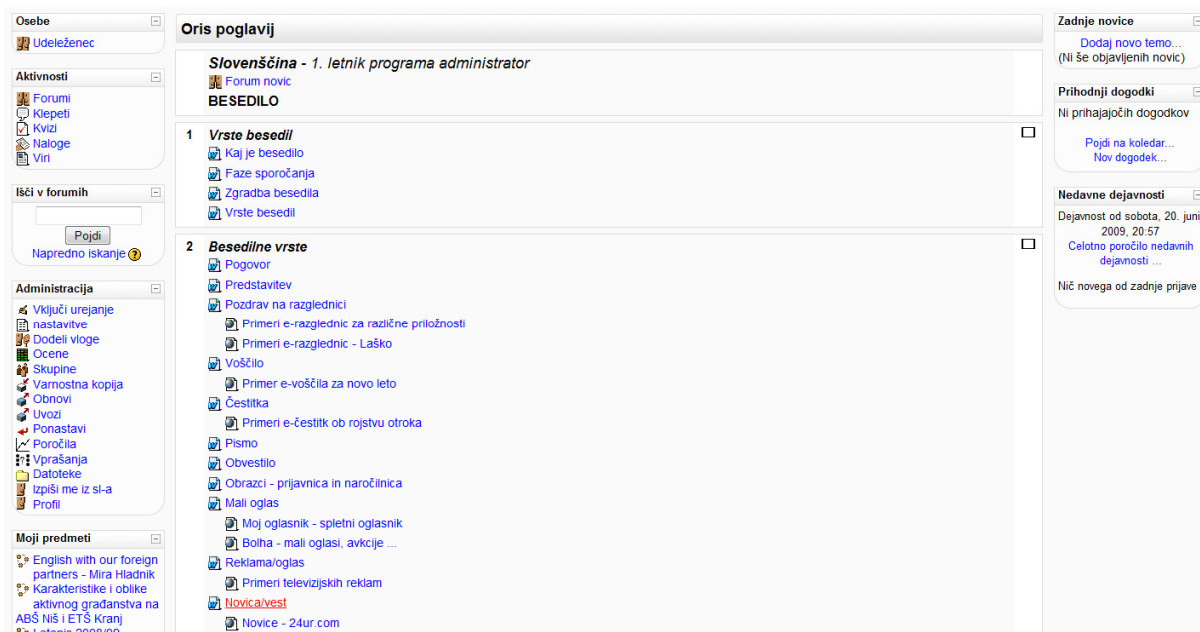 Osebe
Udeleženec
Aktivnosti
Forumi
Klepeti
Kvizi
Naloge
Viri
Išči v forumih
Pojdi
Napredno iskanje
Administracija
Vključi urejanje
nastavitve
Dodeli vloge
Ocene
Skupine
Varnostna kopija
Obnovi
Uvozi
Ponastavi
Poročila
Vprašanja
Datoteke
Izpiši me iz sl-a
Profil
Moji predmeti
English with our foreign
partners - Mira Hladnik
Karakteristike i oblike
aktivnog građanstva na
ABŠ Niš i ETŠ Kranj
Oris poglavij
Slovenščina - 1. letnik programa administrator
Forum novic
BESEDILO
1 Vrste besedil
Kaj je besedilo
Faze sporočanja
Zgradba besedila
Vrste besedil
2 Besedilne vrste
Pogovor
Predstavitev
Pozdrav na razglednici
Primeri e-razglednic za različne priložnosti
Primeri e-razglednic - Laško
Voščilo
Primer e-voščila za novo leto
Čestitka
Primeri e-čestitk ob rojstvu otroka
Pismo
Obvestilo
Obrazci - prijavnica in naročilnica
Mali oglas
Moj oglasnik - spletni oglasnik
Bolha - mali oglasi, avkcije ...
Reklama/oglas
Primeri televizijskih reklam
Novica/vest
Novice - 24ur.com
Zadnje novice
Dodaj novo temo...
(Ni še objavljenih novic)
Prihodnji dogodki
Ni prihajajočih dogodkov
Pojdi na koledar...
Nov dogodek...
Nedavne dejavnosti
Dejavnost od sobota, 20. juni
2009, 20:57
Celotno poročilo nedavnih
dejavnosti ...
Nič novega od zadnje prijave